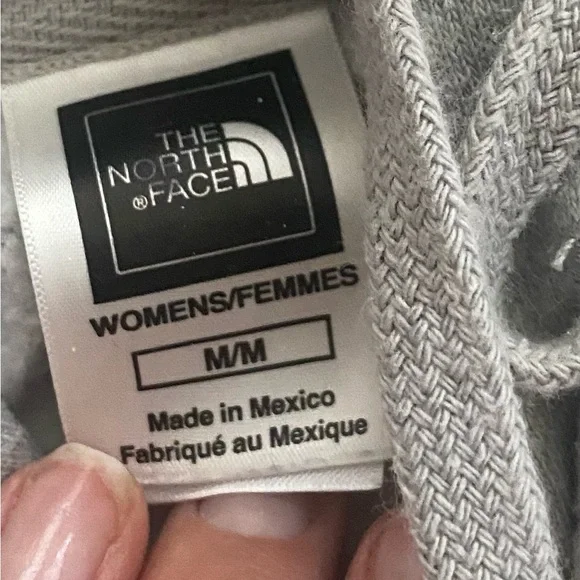 THE
NORTH
®FACE
WOMENS/FEMMES
M/M
Made in Mexico
Fabriqué au Mexique